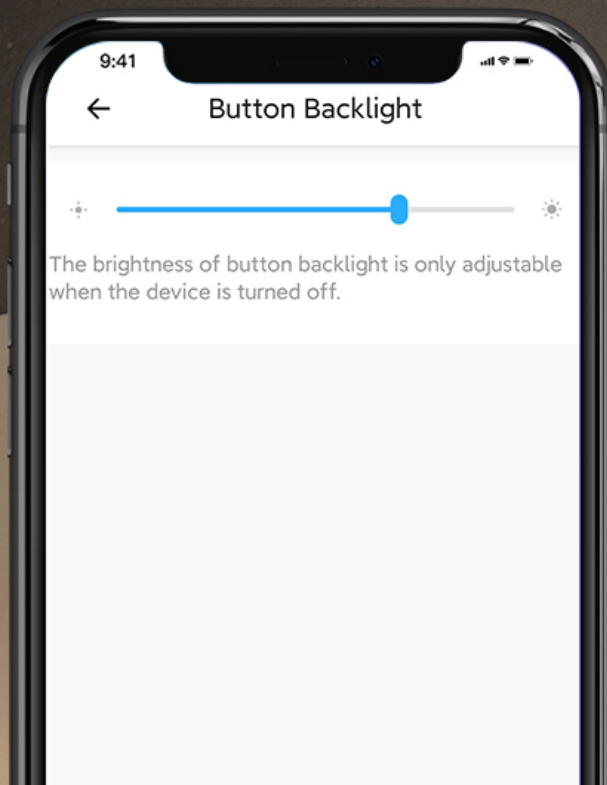 9:41
Button Backlight
The brightness of button backlight is only adjustable
when the device is turned off.